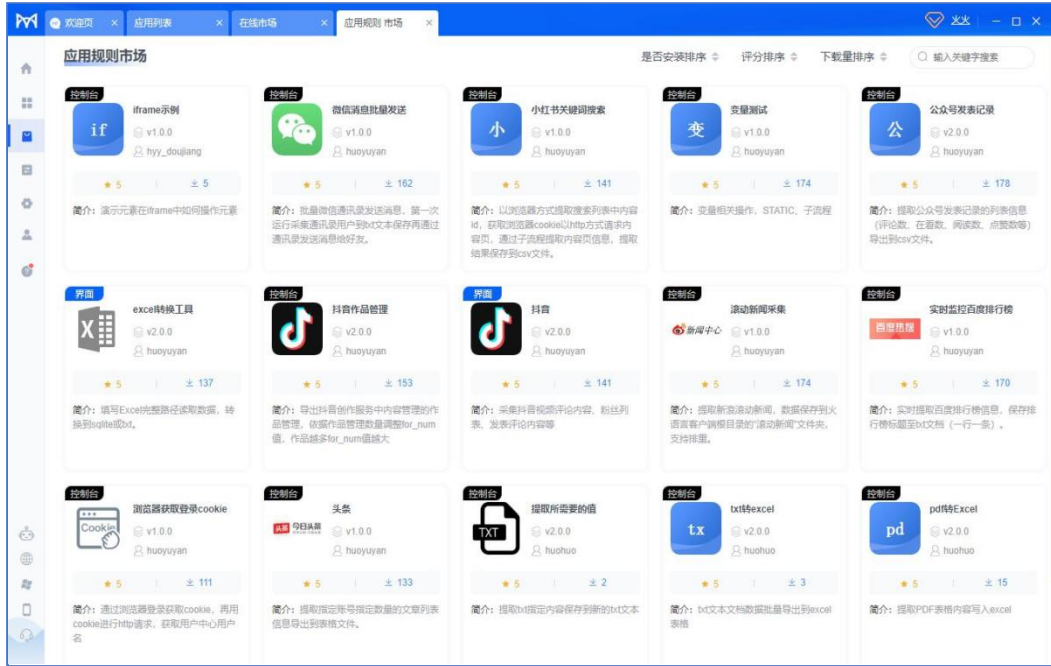 欢迎页 × 应用列表 × 在线市场 × 应用规则 市场 × 火火
应用规则市场 是否安装排序 评分排序 下载量排序 输入关键字搜索
控制台
iframe示例
if
v1.0.0
hyy_doujiang
5 5
简介：演示元素在iframe中如何操作元素
控制台
微信消息批量发送
v1.0.0
huoyuyan
5 162
简介：批量微信通讯录发送消息，第一次
运行采集通讯录用户到txt文本保存再通过
通讯录发送消息给好友。
控制台
小红书关键词搜索
小
v1.0.0
huoyuyan
5 141
简介：以浏览器方式提取搜索列表中内容
id，获取浏览器cookie以http方式请求内
容页，通过子流程提取内容页信息，提取
结果保存到csv文件。
控制台
变量测试
变
v1.0.0
huoyuyan
5 174
简介：变量相关操作、STATIC、子流程
控制台
公众号发表记录
公
v2.0.0
huoyuyan
5 178
简介：提取公众号发表记录的列表信息
（评论数、在看数、阅读数、点赞数等）
导出到csv文件。
界面
excel转换工具
X
v2.0.0
huoyuyan
5 137
简介：填写Excel完整路径读取数据，转
换到sqlite或txt。
控制台
抖音作品管理
v2.0.0
huoyuyan
5 153
简介：导出抖音创作服务中内容管理的作
品管理，依据作品管理数量调整for_num
值，作品越多for_num值越大
界面
抖音
v2.0.0
huoyuyan
5 141
简介：采集抖音视频评论内容、粉丝列
表、发表评论内容等
控制台
滚动新闻采集
新闻中心
v1.0.0
huoyuyan
5 174
简介：提取新浪滚动新闻，数据保存到火
语言客户端根目录的“滚动新闻”文件夹，
支持排重。
控制台
实时监控百度排行榜
百度热搜
v1.0.0
huoyuyan
5 170
简介：实时提取百度排行榜信息，保存排
行榜标题至txt文档（一行一条）。
控制台
浏览器获取登录cookie
Cookie
v1.0.0
huoyuyan
5 111
简介：通过浏览器登录获取cookie，再用
cookie进行http请求，获取用户中心用户
名
控制台
头条
头条 今日头条
v1.0.0
huoyuyan
5 133
简介：提取指定账号指定数量的文章列表
信息导出到表格文件。
控制台
提取所需要的值
TXT
v2.0.0
huohuo
5 2
简介：提取txt指定内容保存到新的txt文本
控制台
txt转excel
tx
v2.0.0
huohuo
5 3
简介：txt文本文档数据批量导出到excel
表格
控制台
pdf转Excel
pd
v2.0.0
huohuo
5 15
简介：提取PDF表格内容写入excel